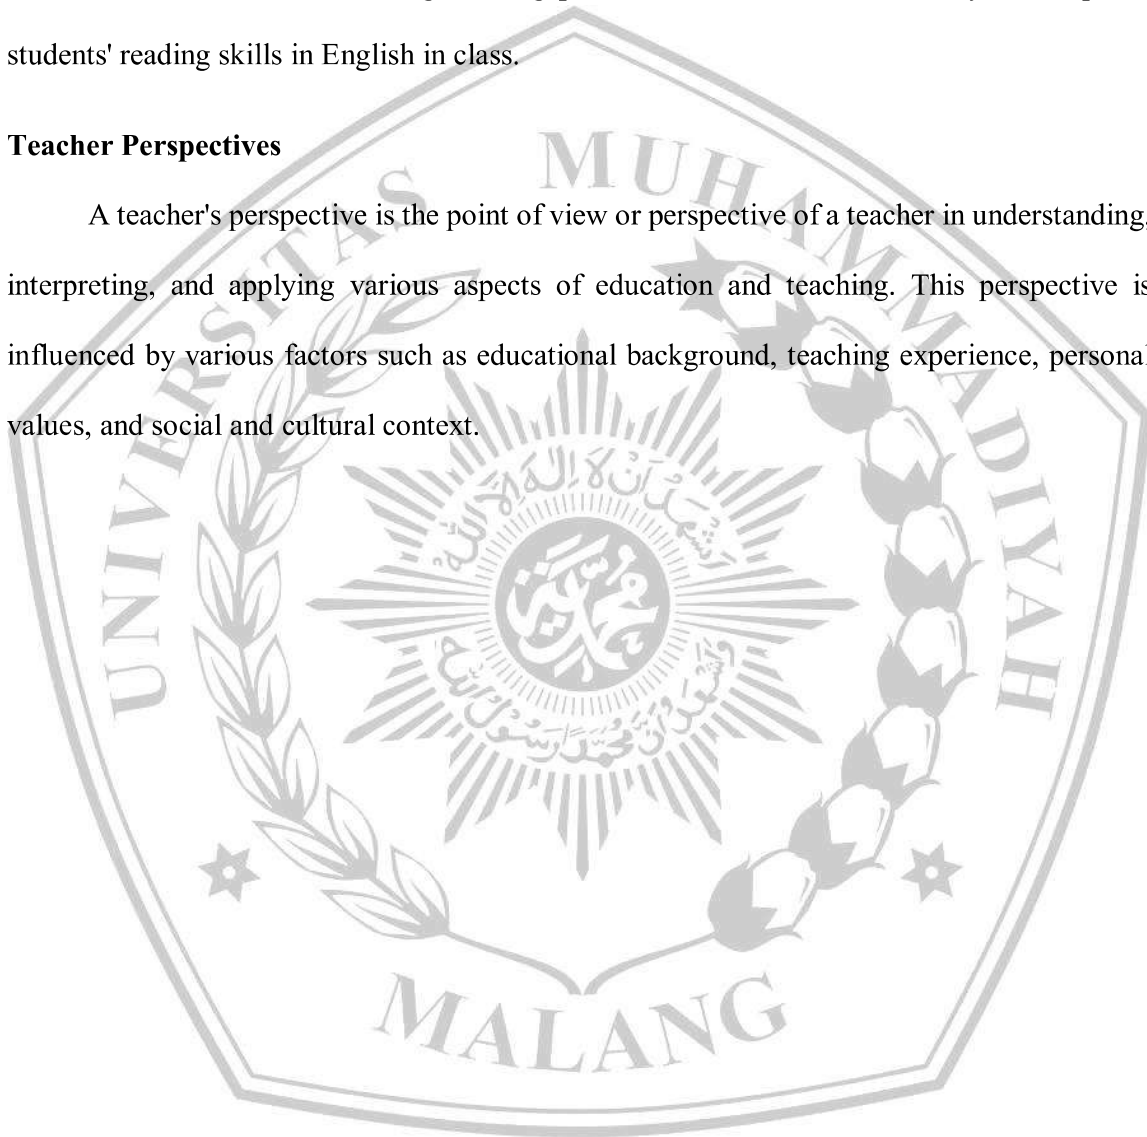 students' reading skills in English in class.
Teacher Perspectives
A teacher's perspective is the point of view or perspective of a teacher in understanding,
interpreting, and applying various aspects of education and teaching. This perspective is
influenced by various factors such as educational background, teaching experience, personal
values, and social and cultural context.
UNIVERSITAS MUHAMMADIYAH
MALANG